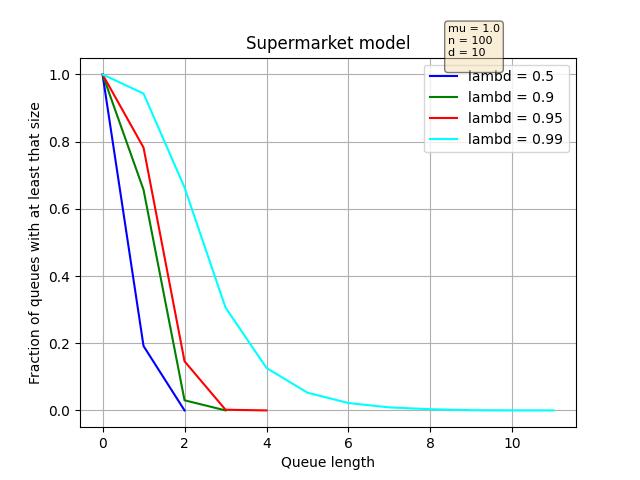 mu = 1.0
n = 100
d = 10
Supermarket model
lambd = 0.5
lambd = 0.9
lambd = 0.95
lambd = 0.99
Fraction of queues with at least that size
1.0
0.8
0.6
0.4
0.2
0.0
0 2 4 6 8 10
Queue length